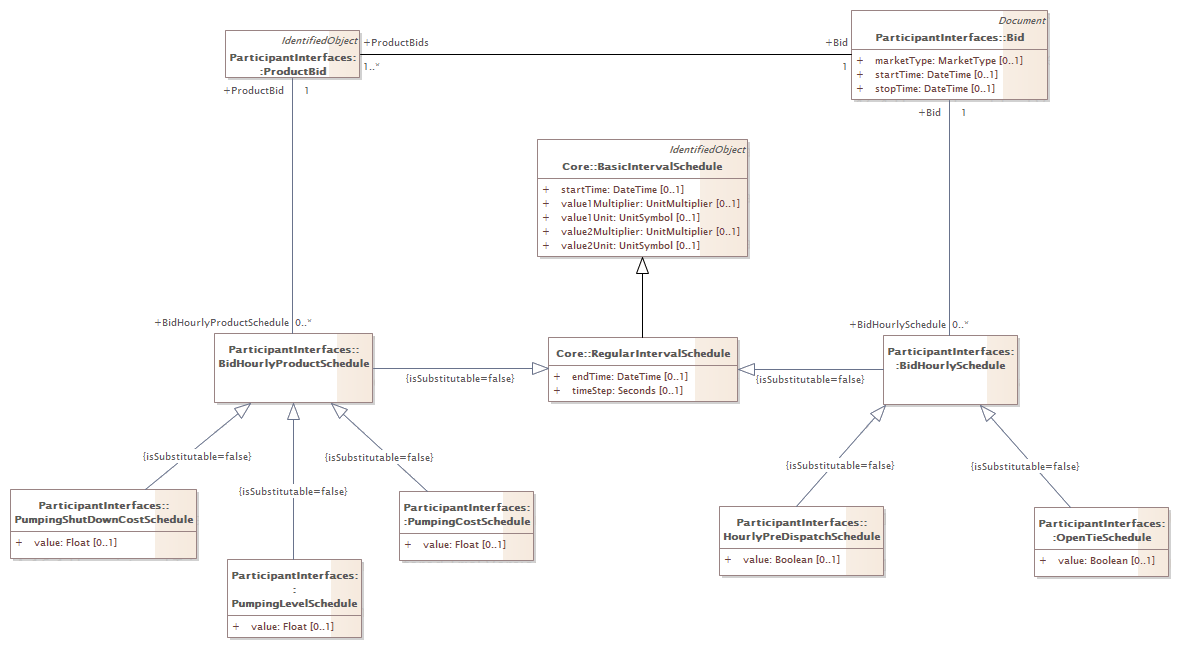 IdentifiedObject
ParticipantInterfaces:
:ProductBid
+ProductBids
1..*
+Bid
1
Document
ParticipantInterfaces::Bid
+ marketType: MarketType [0..1]
+ startTime: DateTime [0..1]
+ stopTime: DateTime [0..1]
+ProductBid 1
+Bid 1
IdentifiedObject
Core::BasicIntervalSchedule
+ startTime: DateTime [0..1]
+ value1Multiplier: UnitMultiplier [0..1]
+ value1Unit: UnitSymbol [0..1]
+ value2Multiplier: UnitMultiplier [0..1]
+ value2Unit: UnitSymbol [0..1]
+BidHourlyProductSchedule 0..*
+BidHourlySchedule 0..*
ParticipantInterfaces::
BidHourlyProductSchedule
{isSubstitutable=false}
Core::RegularIntervalSchedule
+ endTime: DateTime [0..1]
+ timeStep: Seconds [0..1]
{isSubstitutable=false}
ParticipantInterfaces:
:BidHourlySchedule
{isSubstitutable=false}
{isSubstitutable=false}
{isSubstitutable=false}
{isSubstitutable=false}
{isSubstitutable=false}
ParticipantInterfaces::
PumpingShutDownCostSchedule
+ value: Float [0..1]
ParticipantInterfaces:
:
PumpingLevelSchedule
+ value: Float [0..1]
ParticipantInterfaces:
:PumpingCostSchedule
+ value: Float [0..1]
ParticipantInterfaces::
HourlyPreDispatchSchedule
+ value: Boolean [0..1]
ParticipantInterfaces:
:OpenTieSchedule
+ value: Boolean [0..1]